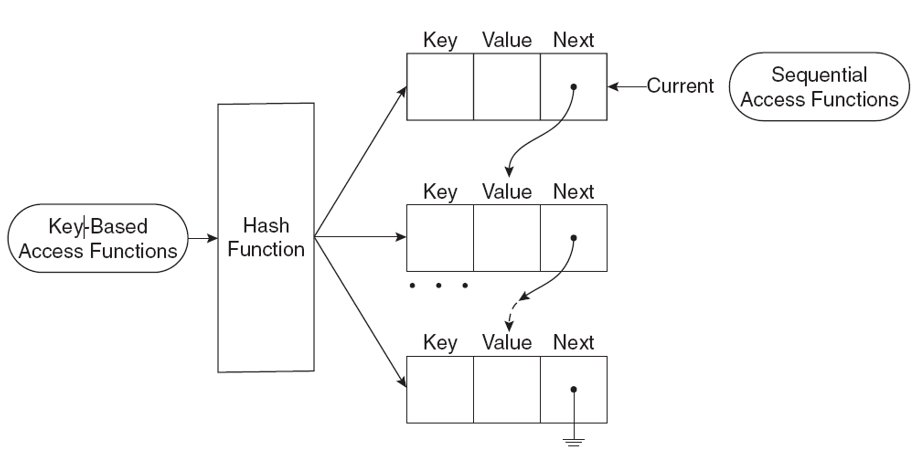 Key Value Next
Current
Sequential
Access Functions
Key Value Next
Key-Based
Access Functions
Hash
Function
. . .
Key Value Next